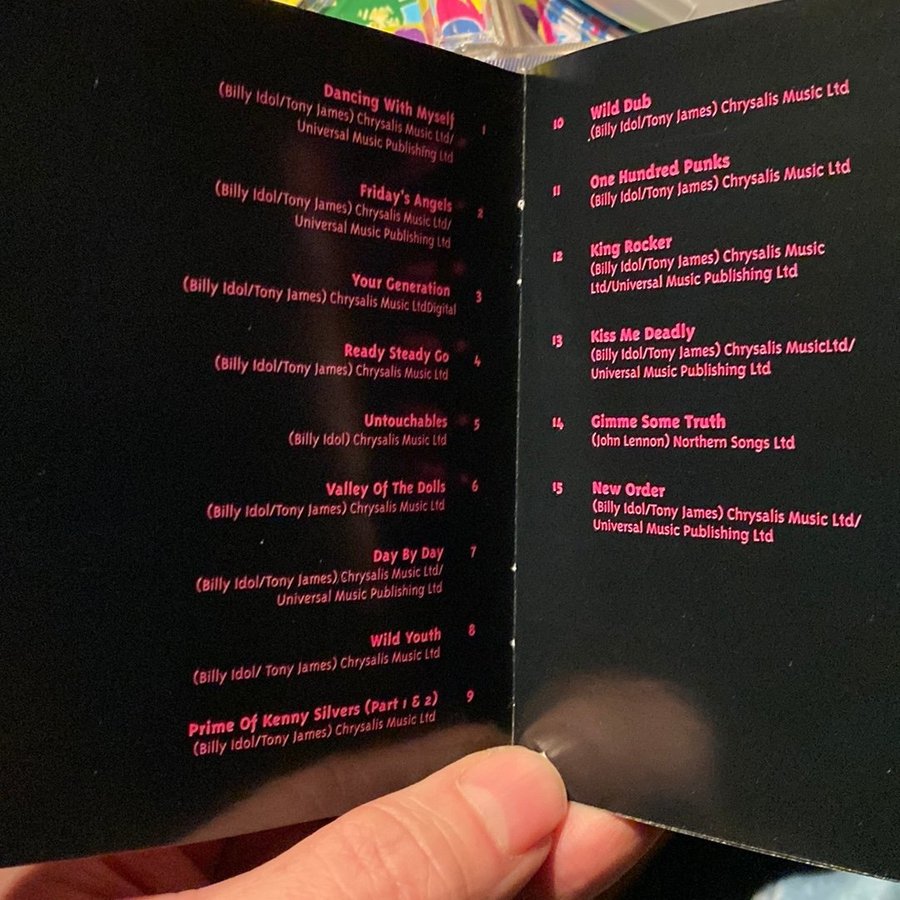 Dancing With Myself 1
(Billy Idol/Tony James) Chrysalis Music Ltd/
Universal Music Publishing Ltd
Friday's Angels 2
(Billy Idol/Tony James) Chrysalis Music Ltd/
Universal Music Publishing Ltd
Your Generation 3
(Billy Idol/Tony James) Chrysalis Music LtdDigital
Ready Steady Go 4
(Billy Idol/Tony James) Chrysalis Music Ltd
Untouchables 5
(Billy Idol) Chrysalis Music Ltd
Valley Of The Dolls 6
(Billy Idol/Tony James) Chrysalis Music Ltd
Day By Day 7
(Billy Idol/Tony James) Chrysalis Music Ltd/
Universal Music Publishing Ltd
Wild Youth 8
(Billy Idol/ Tony James) Chrysalis Music Ltd
Prime Of Kenny Silvers (Part 1 & 2) 9
(Billy Idol/Tony James) Chrysalis Music Ltd
10 Wild Dub
(Billy Idol/Tony James) Chrysalis Music Ltd
11 One Hundred Punks
(Billy Idol/Tony James) Chrysalis Music Ltd
12 King Rocker
(Billy Idol/Tony James) Chrysalis Music
Ltd/Universal Music Publishing Ltd
13 Kiss Me Deadly
(Billy Idol/Tony James) Chrysalis MusicLtd/
Universal Music Publishing Ltd
14 Gimme Some Truth
(John Lennon) Northern Songs Ltd
15 New Order
(Billy Idol/Tony James) Chrysalis Music Ltd/
Universal Music Publishing Ltd